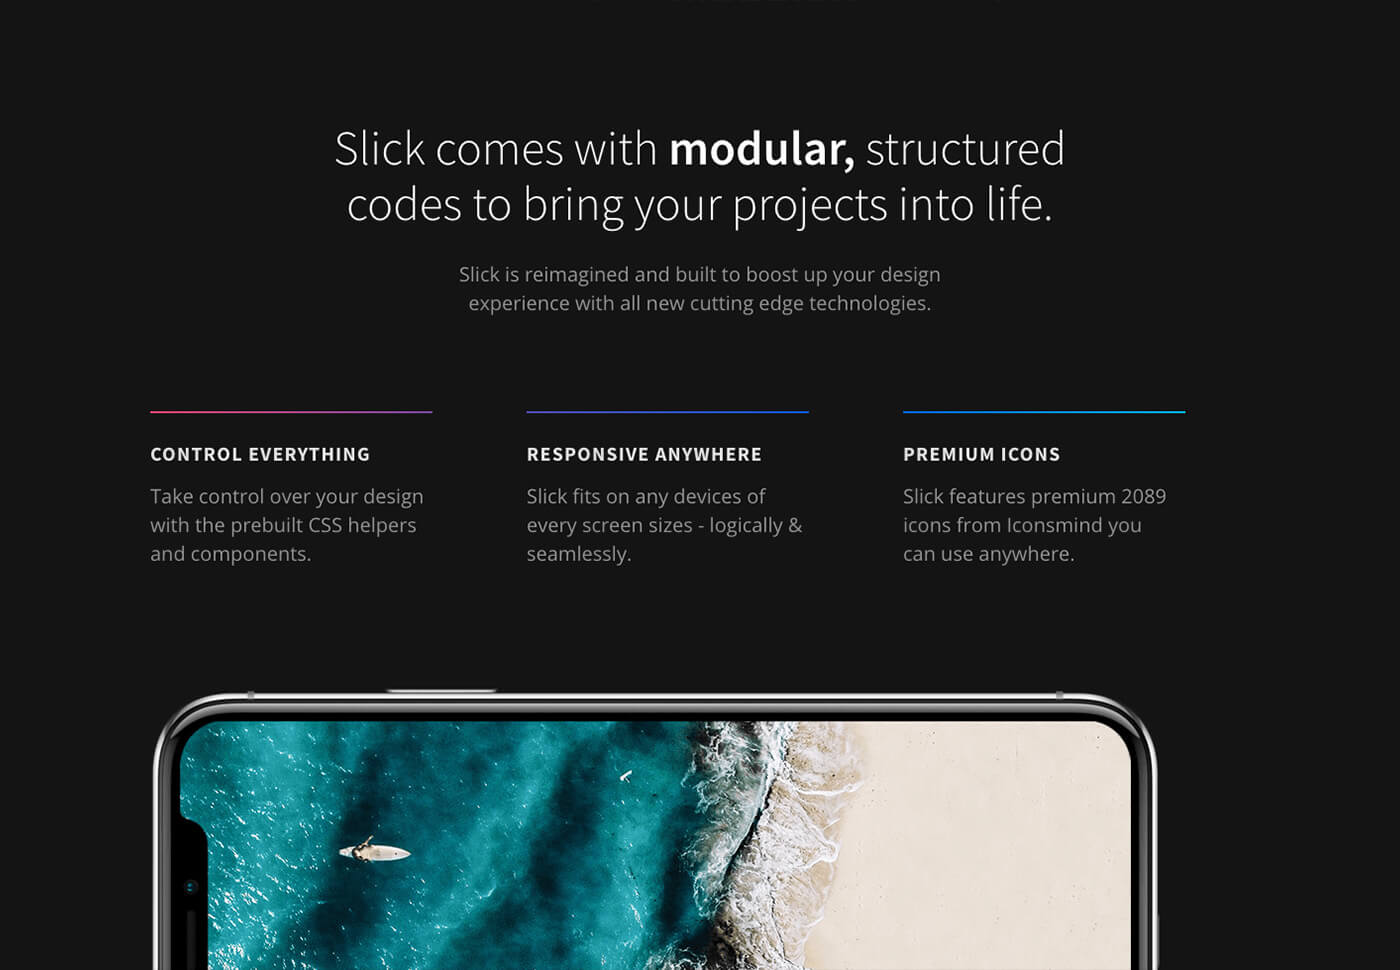 Slick comes with modular, structured
codes to bring your projects into life.
Slick is reimagined and built to boost up your design
experience with all new cutting edge technologies.
CONTROL EVERYTHING
Take control over your design
with the prebuilt CSS helpers
and components.
RESPONSIVE ANYWHERE
Slick fits on any devices of
every screen sizes - logically &
seamlessly.
PREMIUM ICONS
Slick features premium 2089
icons from Iconsmind you
can use anywhere.